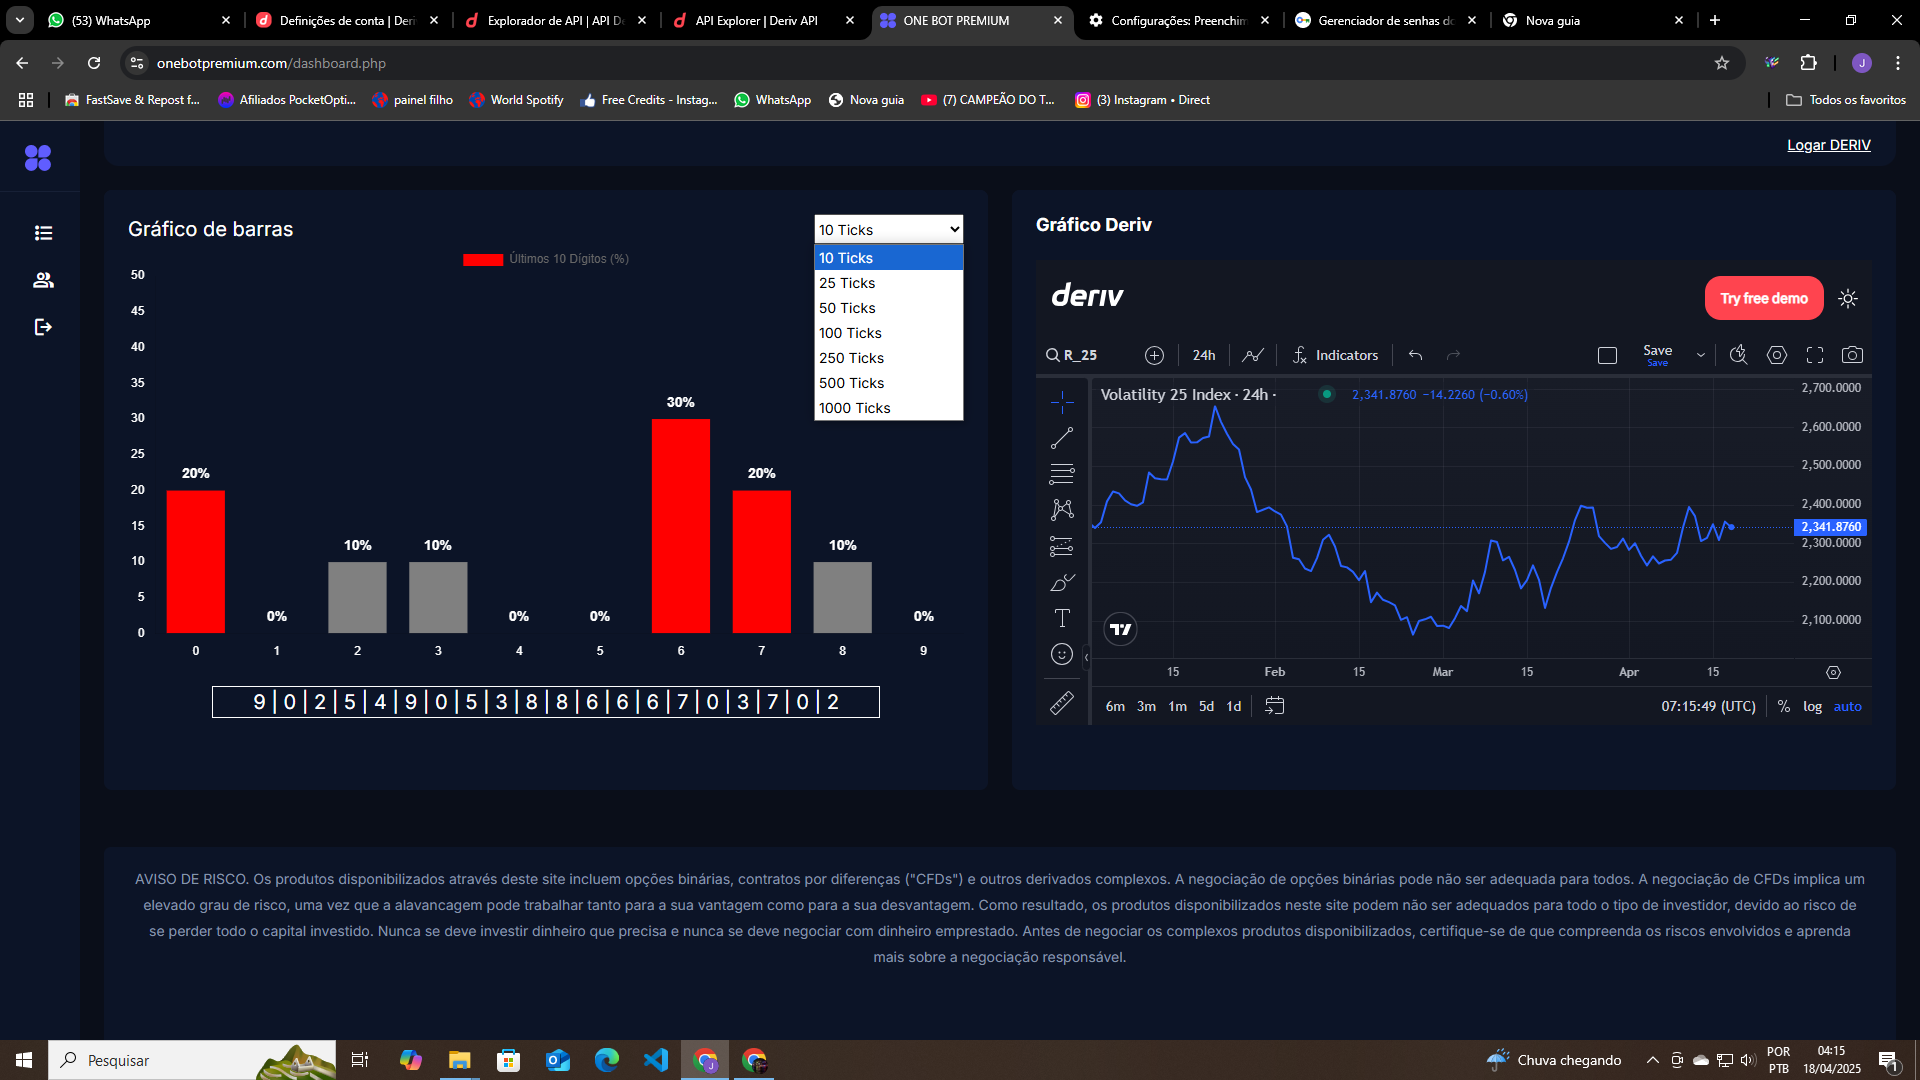 (53) WhatsApp
Definições de conta | Deri
Explorador de API | API De
API Explorer | Deriv API
ONE BOT PREMIUM
Configurações: Preenchim
Gerenciador de senhas do
Nova guia
onebotpremium.com/dashboard.php
J
FastSave & Repost f...
Afiliados PocketOpti...
painel filho
World Spotify
Free Credits - Instag...
WhatsApp
Nova guia
(7) CAMPEÃO DO T...
(3) Instagram • Direct
Todos os favoritos
Logar DERIV
Gráfico de barras
10 Ticks
10 Ticks
25 Ticks
50 Ticks
100 Ticks
250 Ticks
500 Ticks
1000 Ticks
Últimos 10 Dígitos (%)
50
45
40
35
30
25
20
15
10
5
0
20%
0%
10%
10%
0%
0%
30%
20%
10%
0%
0 1 2 3 4 5 6 7 8 9
9|0|2|5|4|9|0|5|3|8|8|6|6|6|7|0|3|7|0|2
Gráfico Deriv
deriv
Try free demo
R_25
24h
Indicators
Save
Save
Volatility 25 Index · 24h ·
2,341.8760 −14.2260 (−0.60%)
2,700.0000
2,600.0000
2,500.0000
2,400.0000
2,341.8760
2,300.0000
2,200.0000
2,100.0000
15 Feb 15 Mar 15 Apr 15
6m 3m 1m 5d 1d
07:15:49 (UTC)
% log auto
AVISO DE RISCO. Os produtos disponibilizados através deste site incluem opções binárias, contratos por diferenças ("CFDs") e outros derivados complexos. A negociação de opções binárias pode não ser adequada para todos. A negociação de CFDs implica um
elevado grau de risco, uma vez que a alavancagem pode trabalhar tanto para a sua vantagem como para a sua desvantagem. Como resultado, os produtos disponibilizados neste site podem não ser adequados para todo o tipo de investidor, devido ao risco de
se perder todo o capital investido. Nunca se deve investir dinheiro que precisa e nunca se deve negociar com dinheiro emprestado. Antes de negociar os complexos produtos disponibilizados, certifique-se de que compreenda os riscos envolvidos e aprenda
mais sobre a negociação responsável.
Pesquisar
Chuva chegando
POR
PTB
04:15
18/04/2025
1